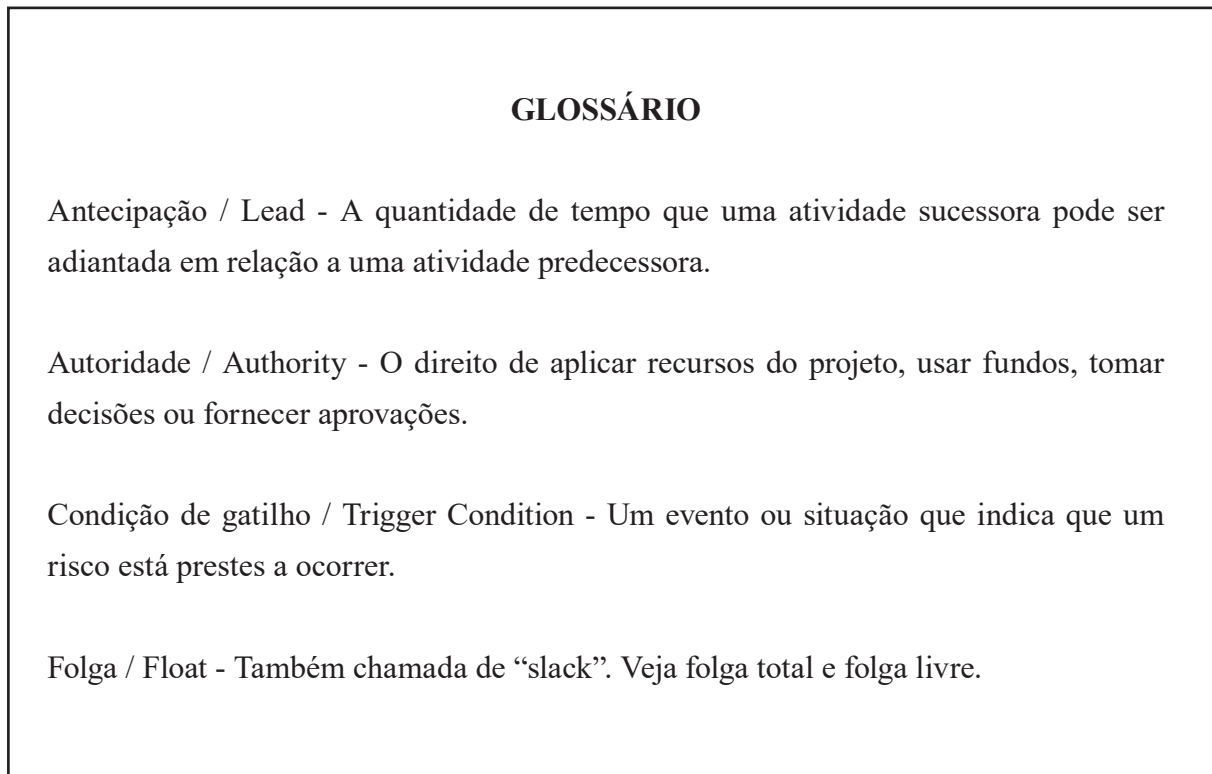 GLOSSÁRIO
Antecipação / Lead - A quantidade de tempo que uma atividade sucessora pode ser
adiantada em relação a uma atividade predecessora.
Autoridade / Authority - O direito de aplicar recursos do projeto, usar fundos, tomar
decisões ou fornecer aprovações.
Condição de gatilho / Trigger Condition - Um evento ou situação que indica que um
risco está prestes a ocorrer.
Folga / Float - Também chamada de “slack”. Veja folga total e folga livre.